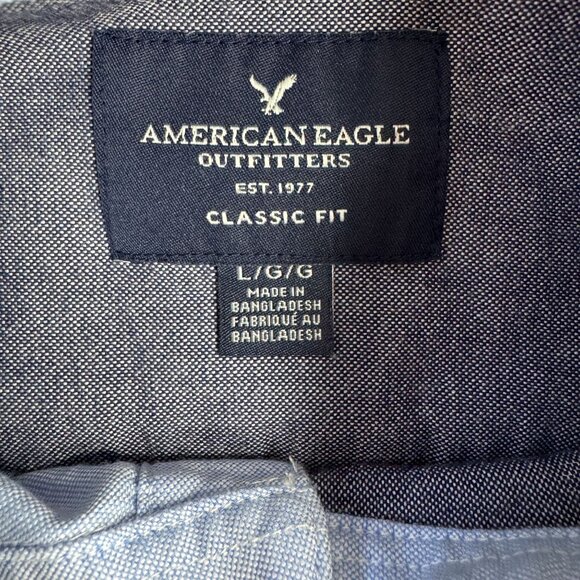 AMERICAN EAGLE
OUTFITTERS
EST. 1977
CLASSIC FIT
L/G/G
MADE IN
BANGLADESH
FABRIQUÉ AU
BANGLADESH